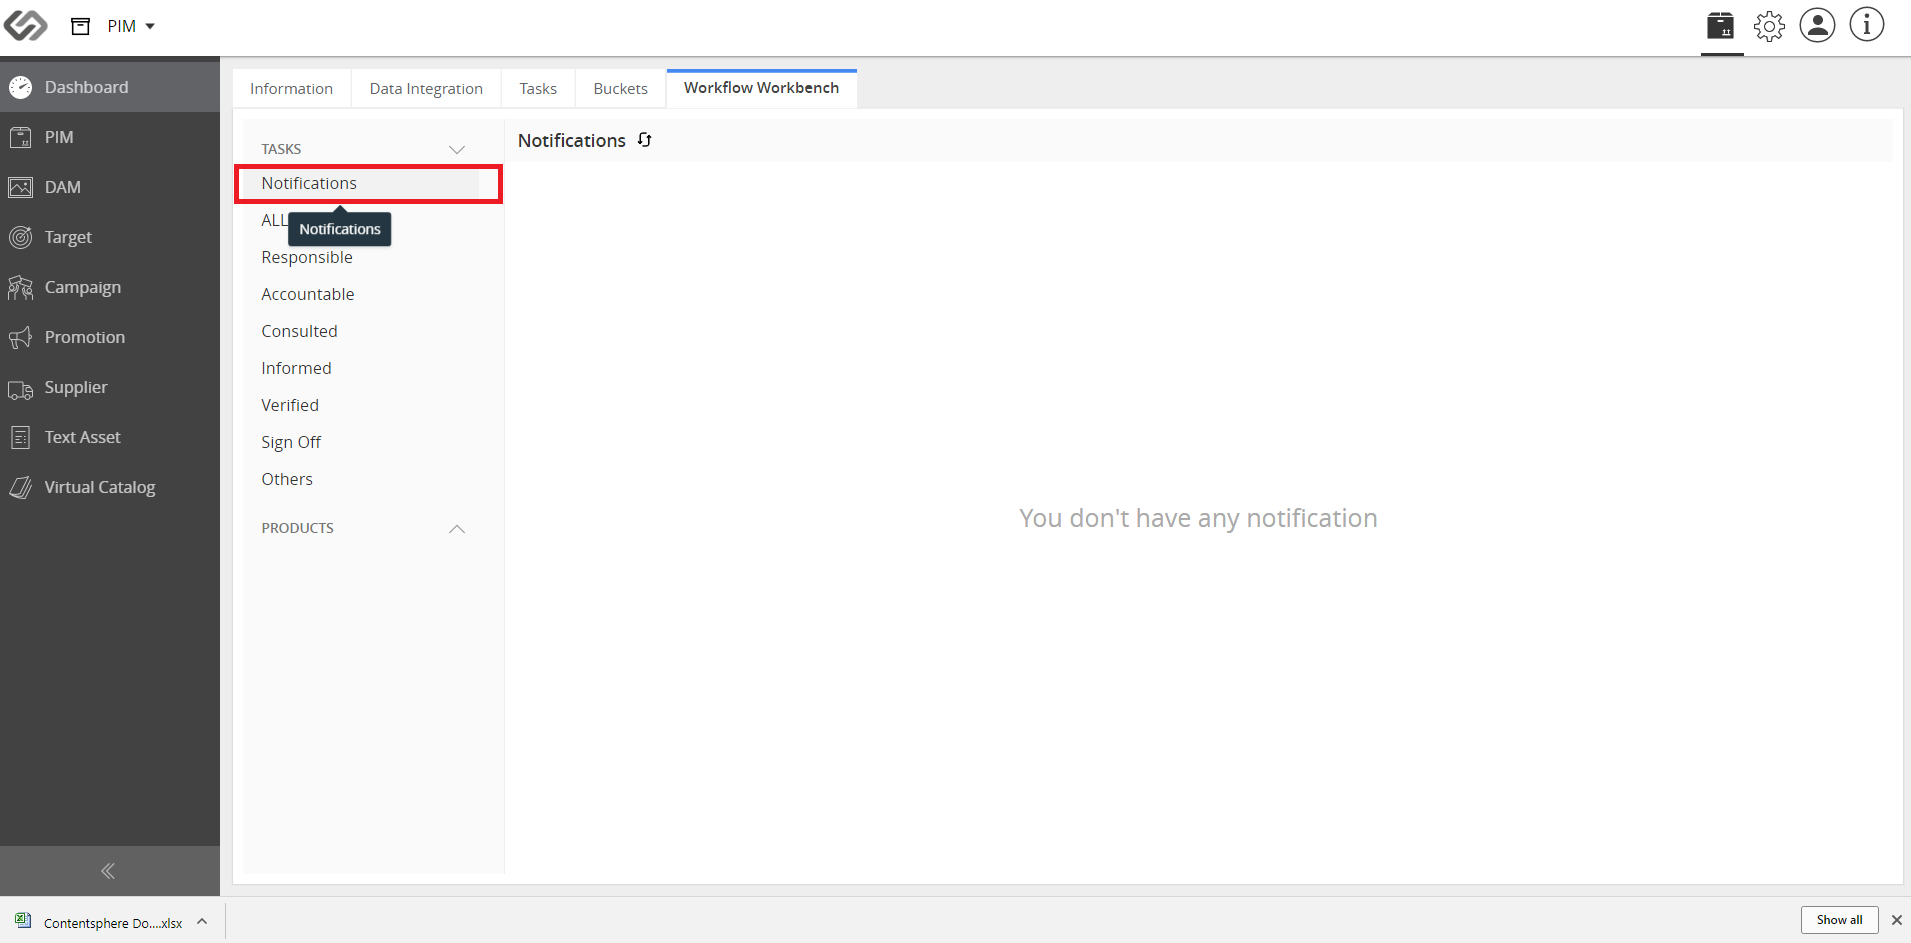 PIM
Dashboard
PIM
DAM
Target
Campaign
Promotion
Supplier
Text Asset
Virtual Catalog
Information
Data Integration
Tasks
Buckets
Workflow Workbench
TASKS
Notifications
ALL
Notifications
Responsible
Accountable
Consulted
Informed
Verified
Sign Off
Others
PRODUCTS
Notifications
You don't have any notification
Contentsphere Do....xlsx
Show all